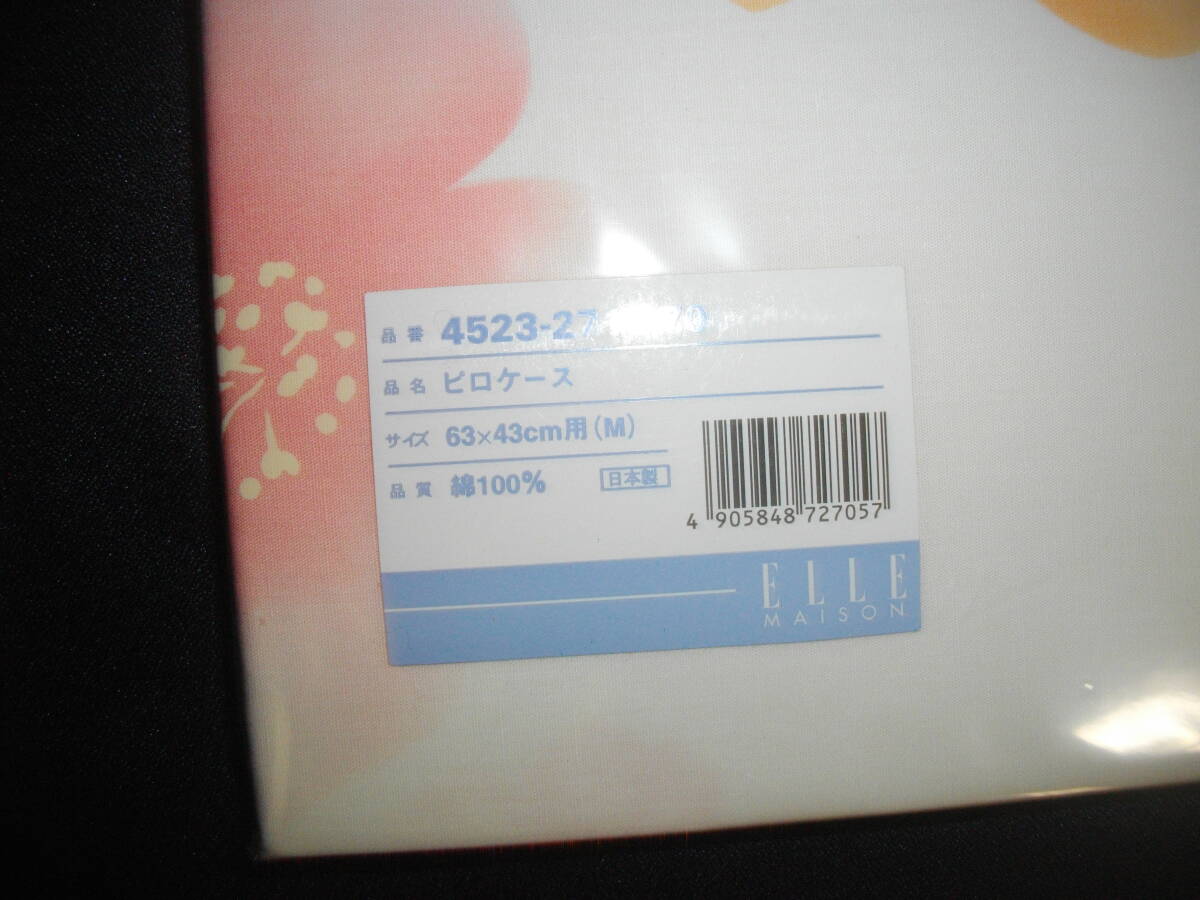 品番 4523-27
品名 ピロケース
サイズ 63×43cm用(M)
品質 綿100% 日本製
4 905848 727057
ELLE
MAiSON